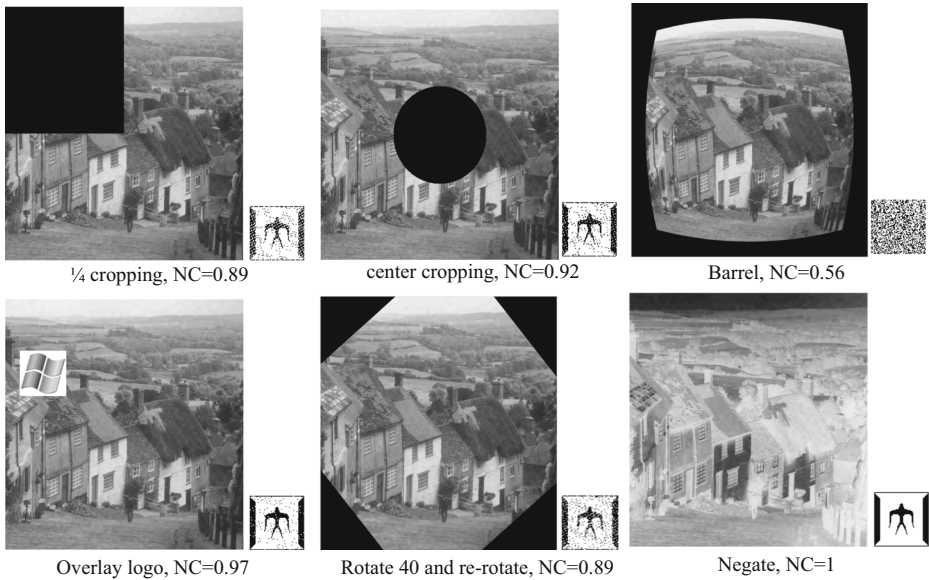 ¼ cropping, NC=0.89
center cropping, NC=0.92
Barrel, NC=0.56
Overlay logo, NC=0.97
Rotate 40 and re-rotate, NC=0.89
Negate, NC=1